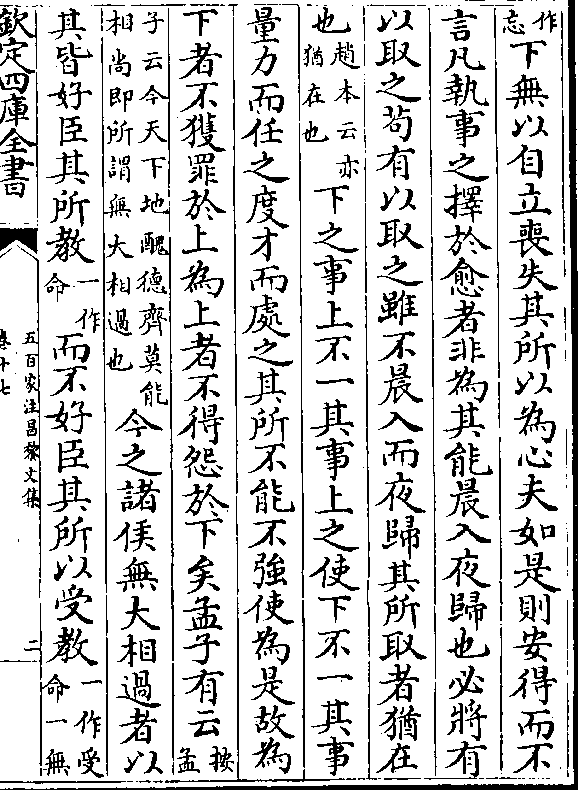 作忘下無以自立喪失其所以為心夫如是則安得而不
言凡執事之擇於愈者非為其能晨入夜歸也必將有
以取之苟有以取之雖不晨入而夜歸其所取者猶在
也趙本云亦猶在也下之事上不一其事上之使下不一其事
量力而任之度才而處之其所不能不強使為是故為
下者不獲罪於上為上者不得怨於下矣孟子有云按孟
子云今天下地醜德齊莫能相尚即所謂無大相過也今之諸侯無大相過者以
其皆好臣其所教一作命而不好臣其所以受教一作受命一無
欽定四庫全書
五百家注昌黎文集
卷十七
二